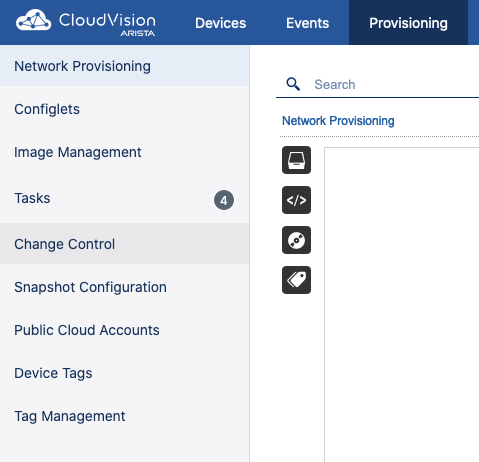 CloudVision
ARISTA
Devices
Events
Provisioning
Network Provisioning
Configlets
Image Management
Tasks
4
Change Control
Snapshot Configuration
Public Cloud Accounts
Device Tags
Tag Management
Search
Network Provisioning
</>